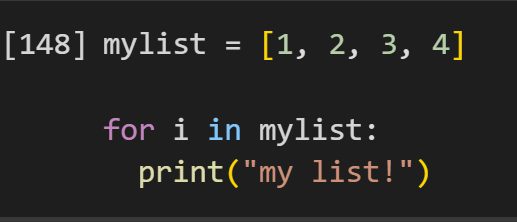 [148] mylist = [1, 2, 3, 4]
for i in mylist:
print("my list!")